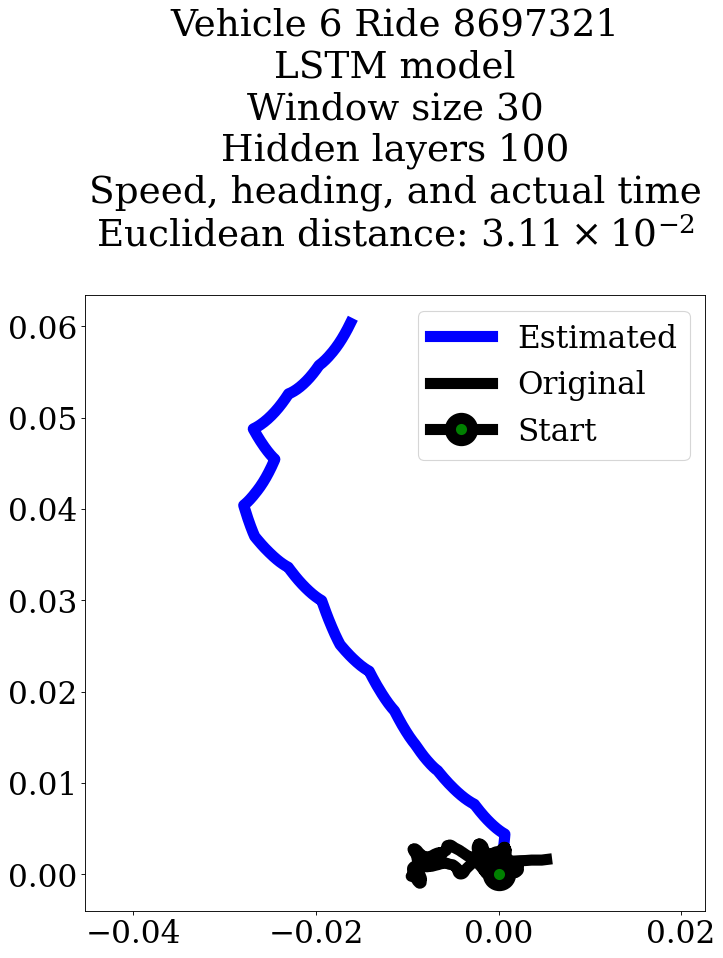 Vehicle 6 Ride 8697321
LSTM model
Window size 30
Hidden layers 100
Speed, heading, and actual time
Euclidean distance: 3.11 × 10⁻²
Estimated
Original
Start
0.06
0.05
0.04
0.03
0.02
0.01
0.00
−0.04 −0.02 0.00 0.02